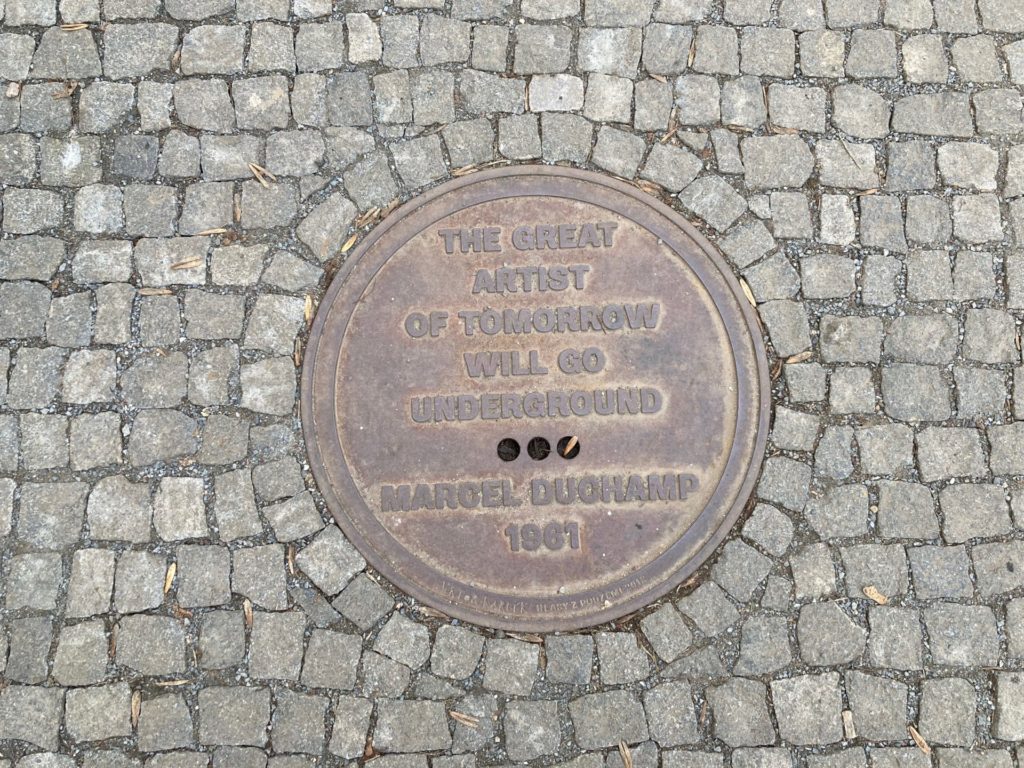 THE GREAT
ARTIST
OF TOMORROW
WILL GO
UNDERGROUND
MARCEL DUCHAMP
1961